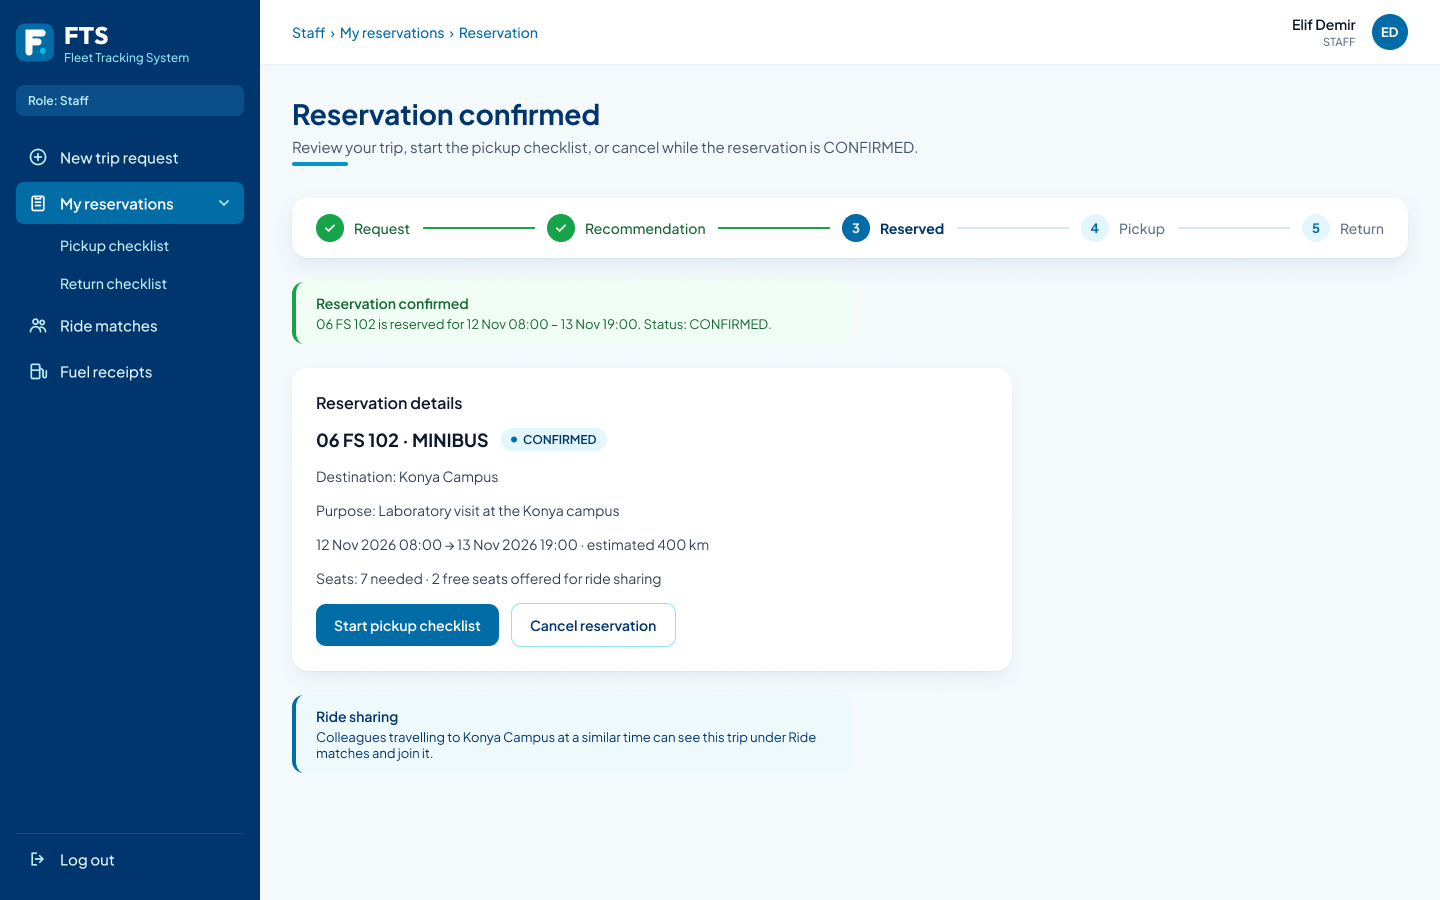 FTS
Fleet Tracking System
Role: Staff
New trip request
My reservations
Pickup checklist
Return checklist
Ride matches
Fuel receipts
Log out
Staff › My reservations › Reservation
Elif Demir
STAFF
ED
Reservation confirmed
Review your trip, start the pickup checklist, or cancel while the reservation is CONFIRMED.
Request
Recommendation
3 Reserved
4 Pickup
5 Return
Reservation confirmed
06 FS 102 is reserved for 12 Nov 08:00 – 13 Nov 19:00. Status: CONFIRMED.
Reservation details
06 FS 102 · MINIBUS CONFIRMED
Destination: Konya Campus
Purpose: Laboratory visit at the Konya campus
12 Nov 2026 08:00 → 13 Nov 2026 19:00 · estimated 400 km
Seats: 7 needed · 2 free seats offered for ride sharing
Start pickup checklist
Cancel reservation
Ride sharing
Colleagues travelling to Konya Campus at a similar time can see this trip under Ride
matches and join it.